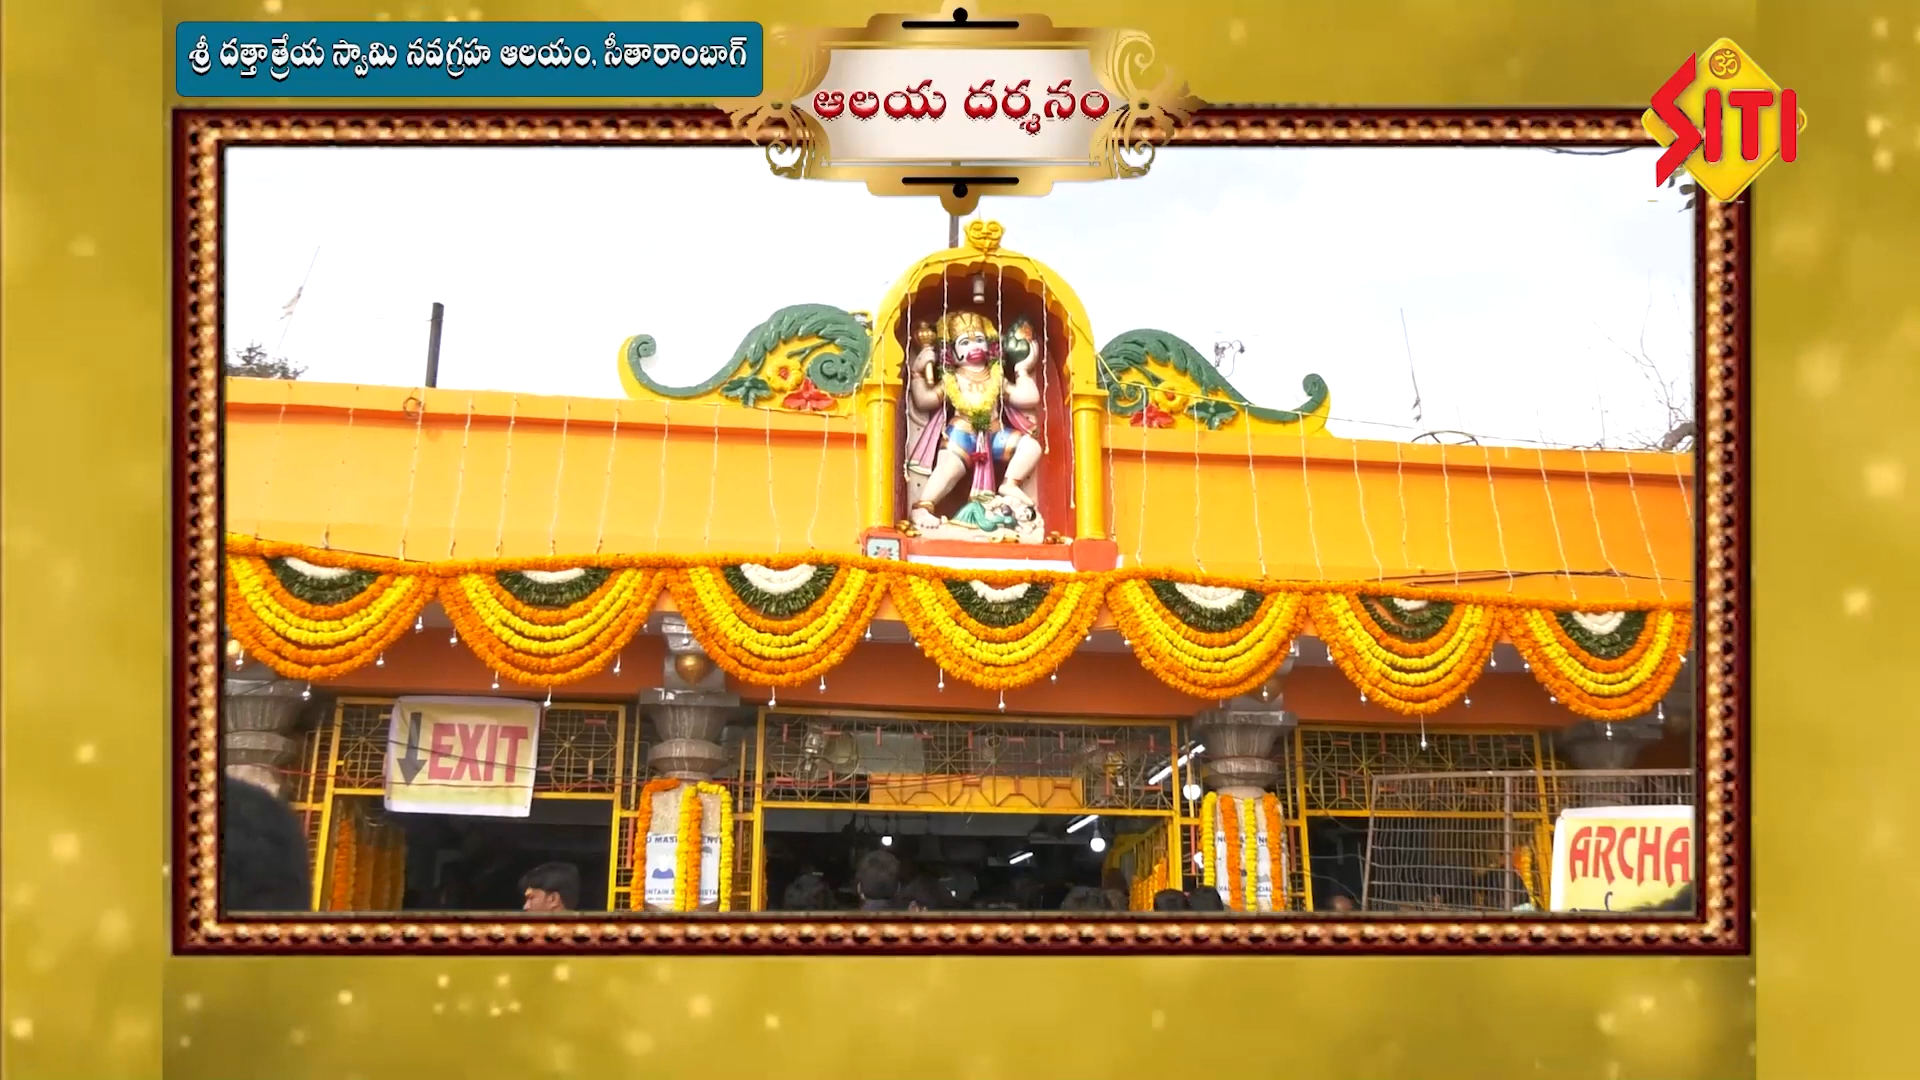 శ్రీ దత్తాత్రేయ స్వామి నవగ్రహ ఆలయం, సీతారాంబాగ్
ఆలయ దర్శనం
ॐ
SITI
EXIT
ARCHA